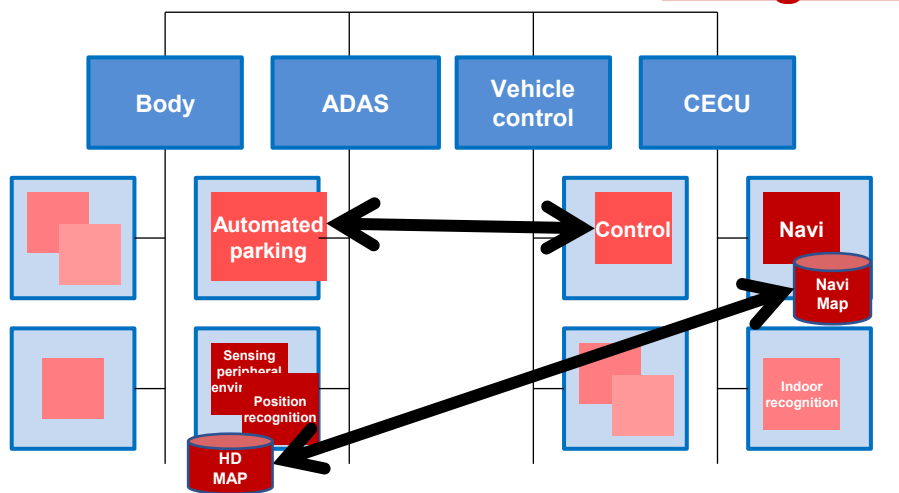 Body
ADAS
Vehicle
control
CECU
Automated
parking
Control
Navi
Navi
Map
Sensing
peripheral
Position
recognition
HD
MAP
Indoor
recognition